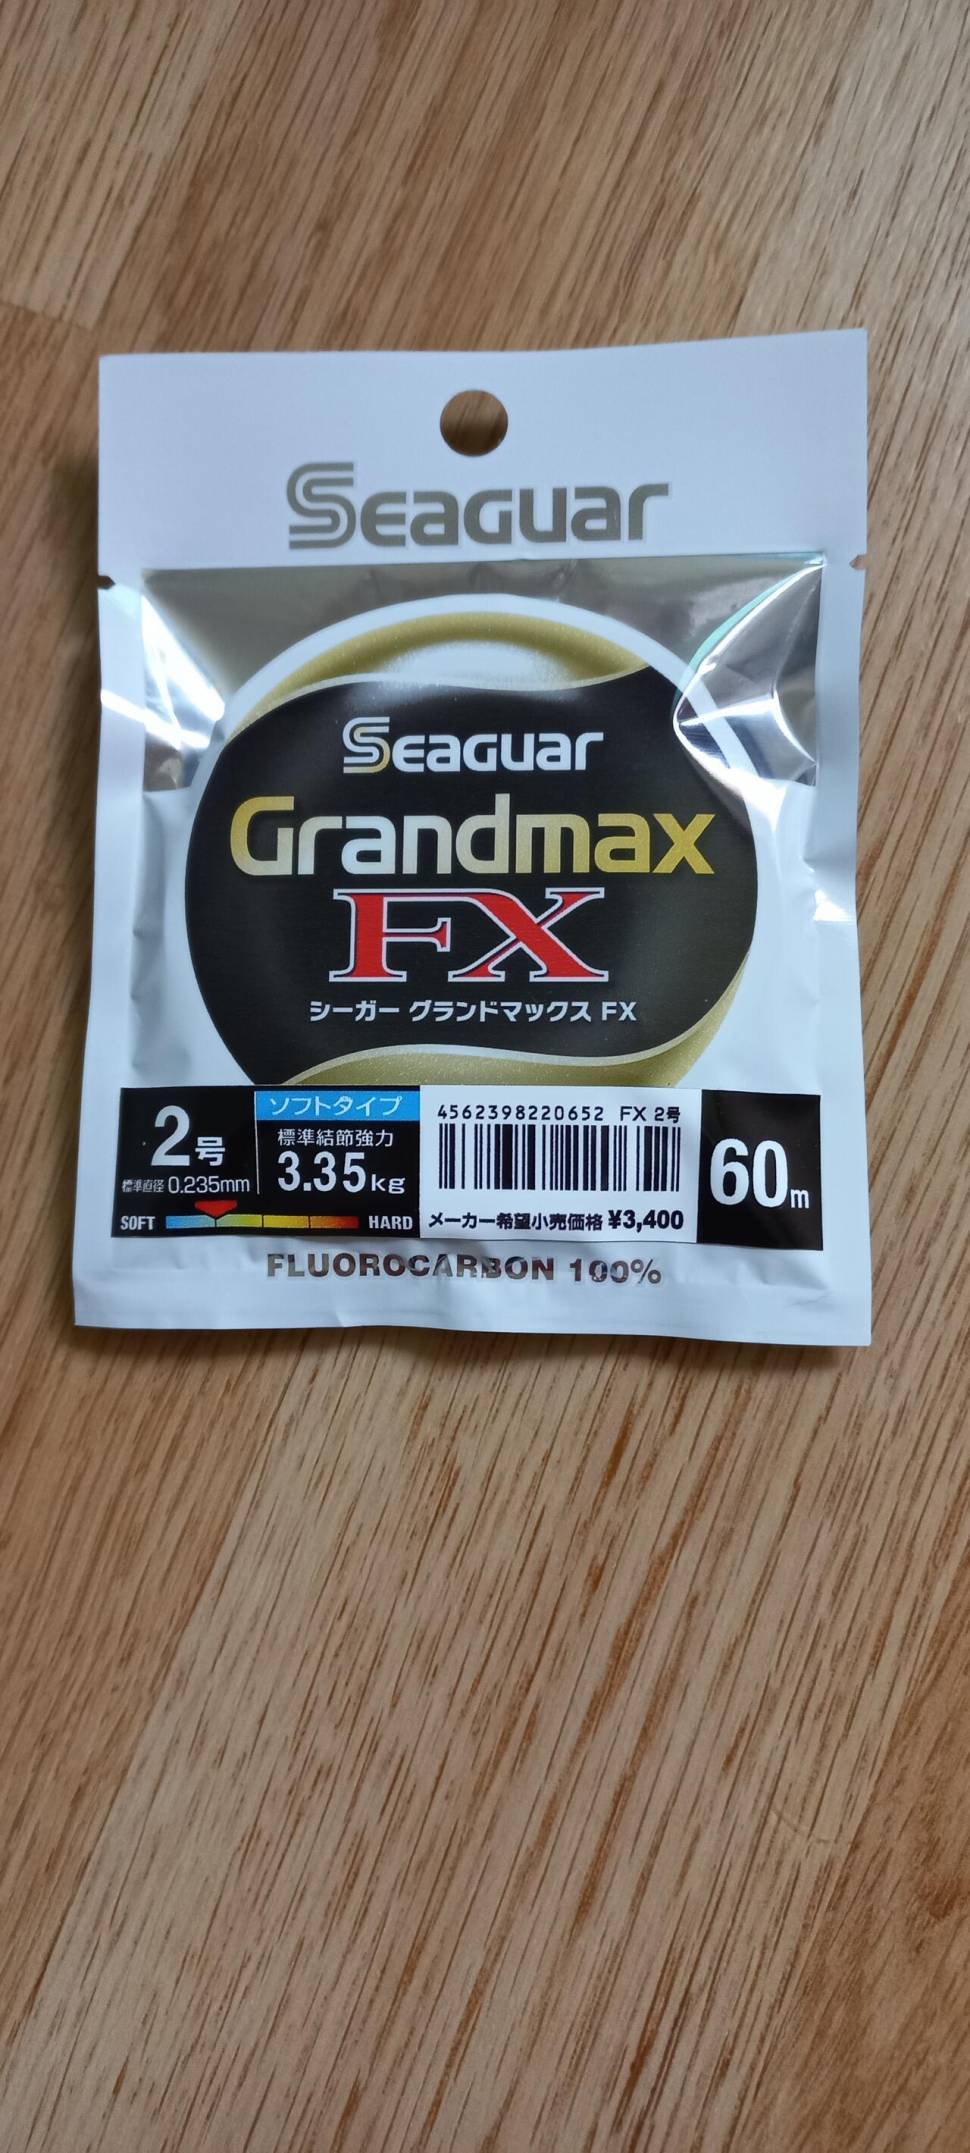 Seaguar
Seaguar
Grandmax
FX
シーガー グランドマックス FX
2号
標準直径 0.235mm
SOFT HARD
ソフトタイプ
標準結節強力
3.35kg
4562398220652 FX 2号
メーカー希望小売価格 ¥3,400
60m
FLUOROCARBON 100%